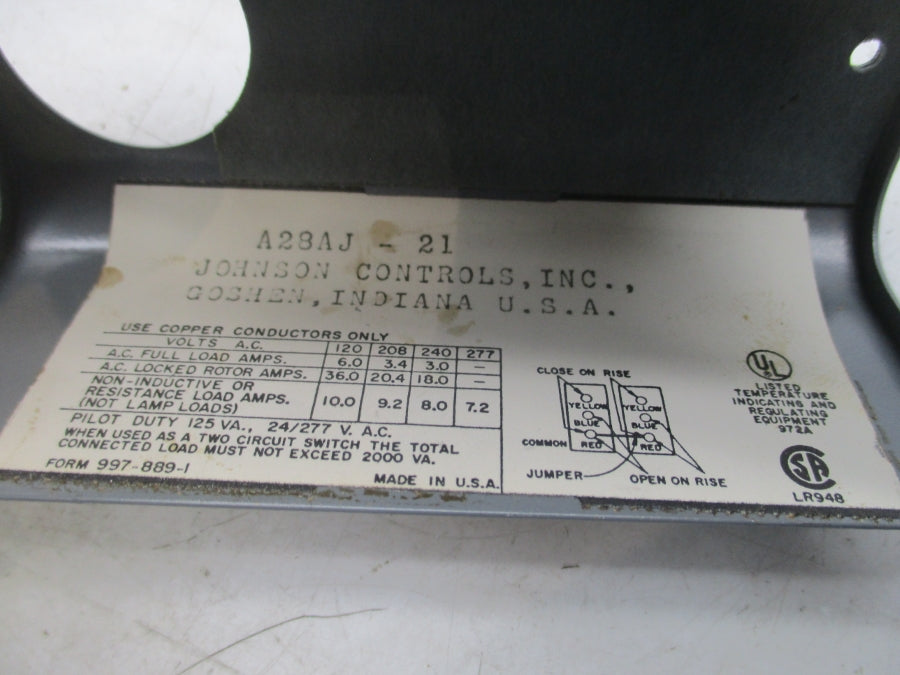 A28AJ - 21
JOHNSON CONTROLS, INC.,
GOSHEN, INDIANA U.S.A.
USE COPPER CONDUCTORS ONLY
VOLTS A.C. 120 208 240 277
A.C. FULL LOAD AMPS. 6.0 3.4 3.0 —
A.C. LOCKED ROTOR AMPS. 36.0 20.4 18.0 —
NON-INDUCTIVE OR
RESISTANCE LOAD AMPS. 10.0 9.2 8.0 7.2
(NOT LAMP LOADS)
PILOT DUTY 125 VA., 24/277 V. A.C.
WHEN USED AS A TWO CIRCUIT SWITCH THE TOTAL
CONNECTED LOAD MUST NOT EXCEED 2000 VA.
FORM 997-889-1
MADE IN U.S.A.
CLOSE ON RISE
YELLOW YELLOW
BLUE BLUE
COMMON RED RED
JUMPER OPEN ON RISE
UL
LISTED
TEMPERATURE
INDICATING AND
REGULATING
EQUIPMENT
972A
SA
LR948